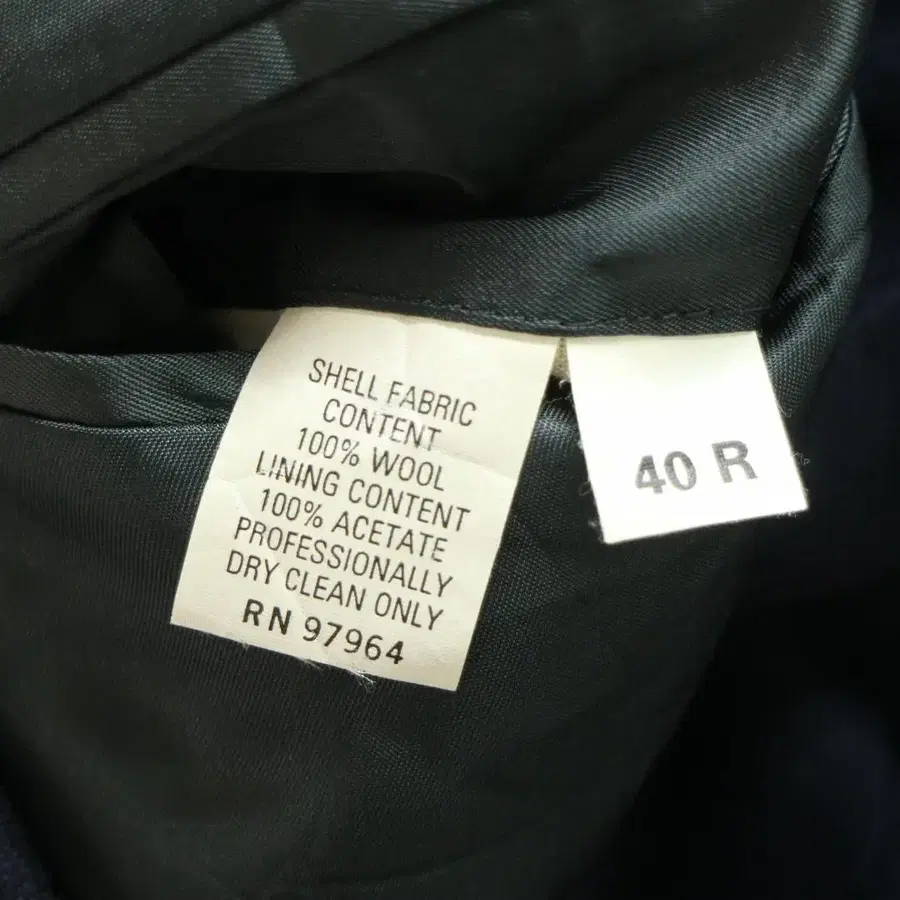 SHELL FABRIC
CONTENT
100% WOOL
LINING CONTENT
100% ACETATE
PROFESSIONALLY
DRY CLEAN ONLY
RN 97964
40 R